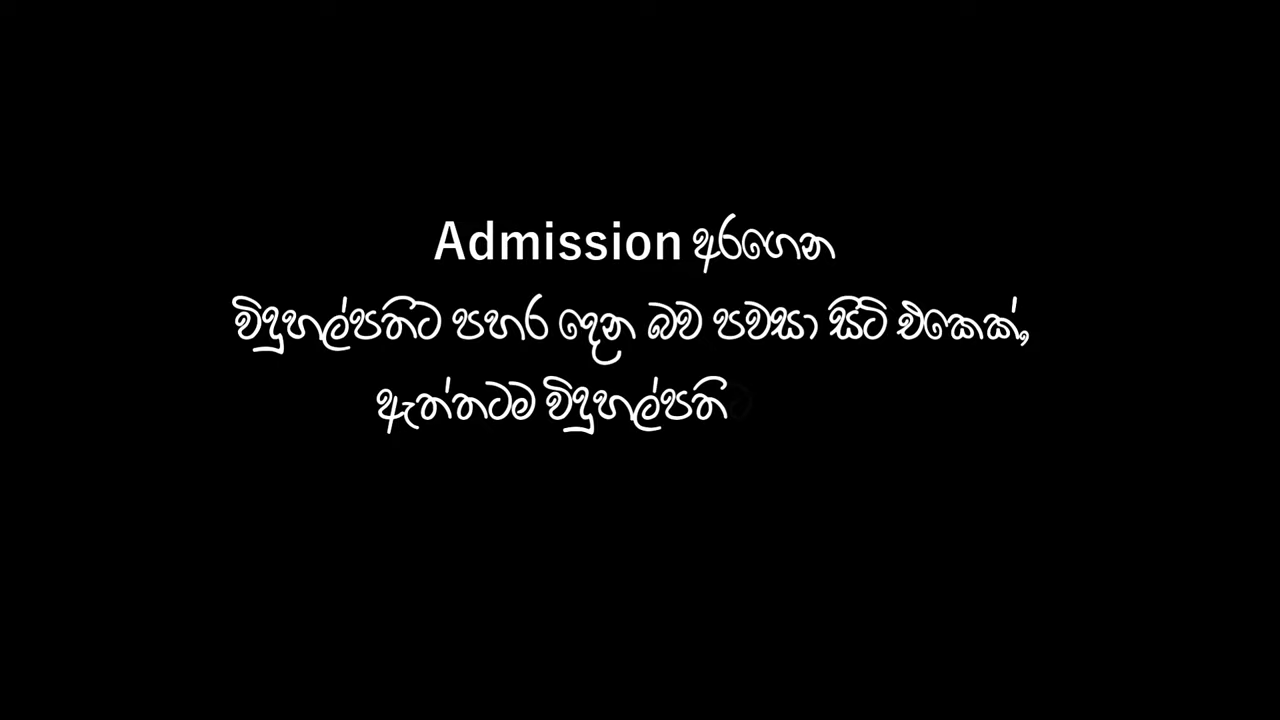 Admission අරගෙන
විදුහල්පතිට පහර දෙන බව පවසා සිටි එකෙක්,
ඇත්තටම විදුහල්පතිට